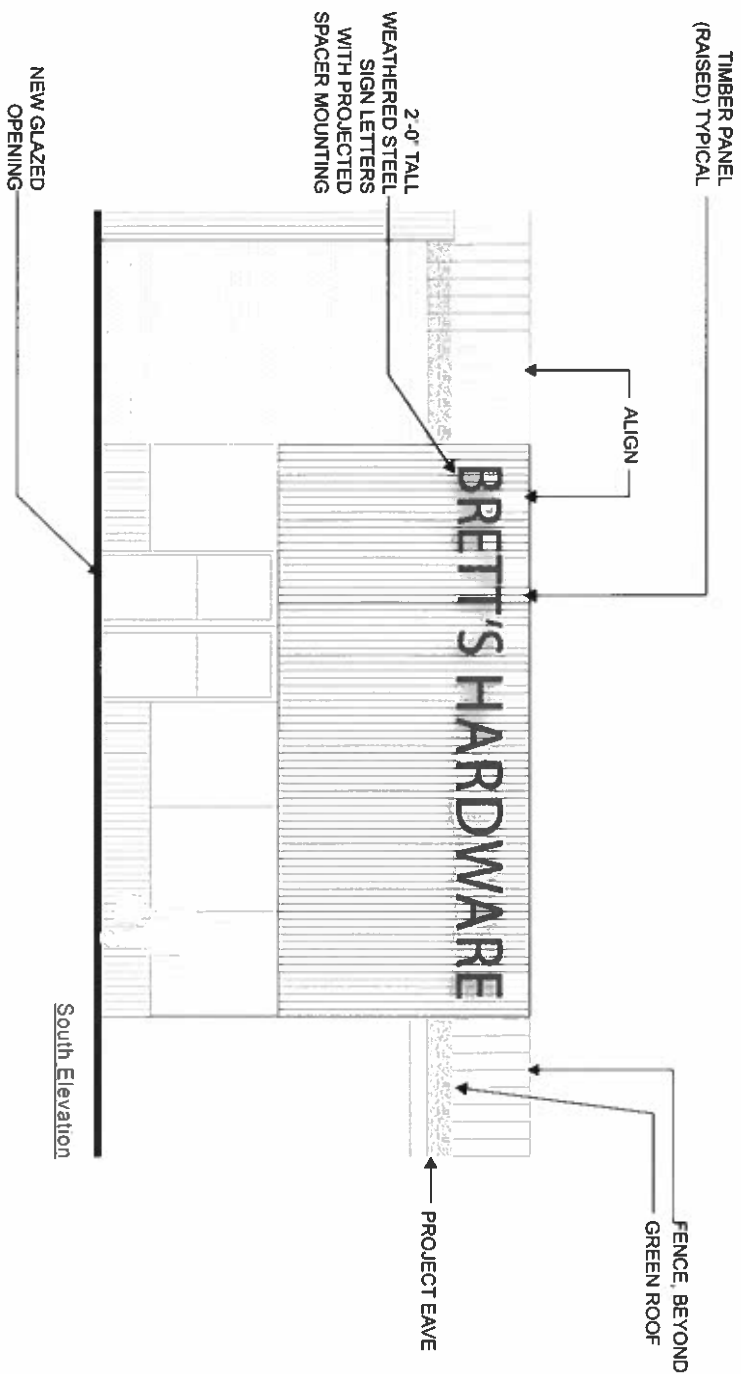 TIMBER PANEL
(RAISED) TYPICAL
ALIGN
FENCE, BEYOND
GREEN ROOF
2'-0" TALL
WEATHERED STEEL
SIGN LETTERS
WITH PROJECTED
SPACER MOUNTING
BRETT'S HARDWARE
PROJECT EAVE
NEW GLAZED
OPENING
South Elevation